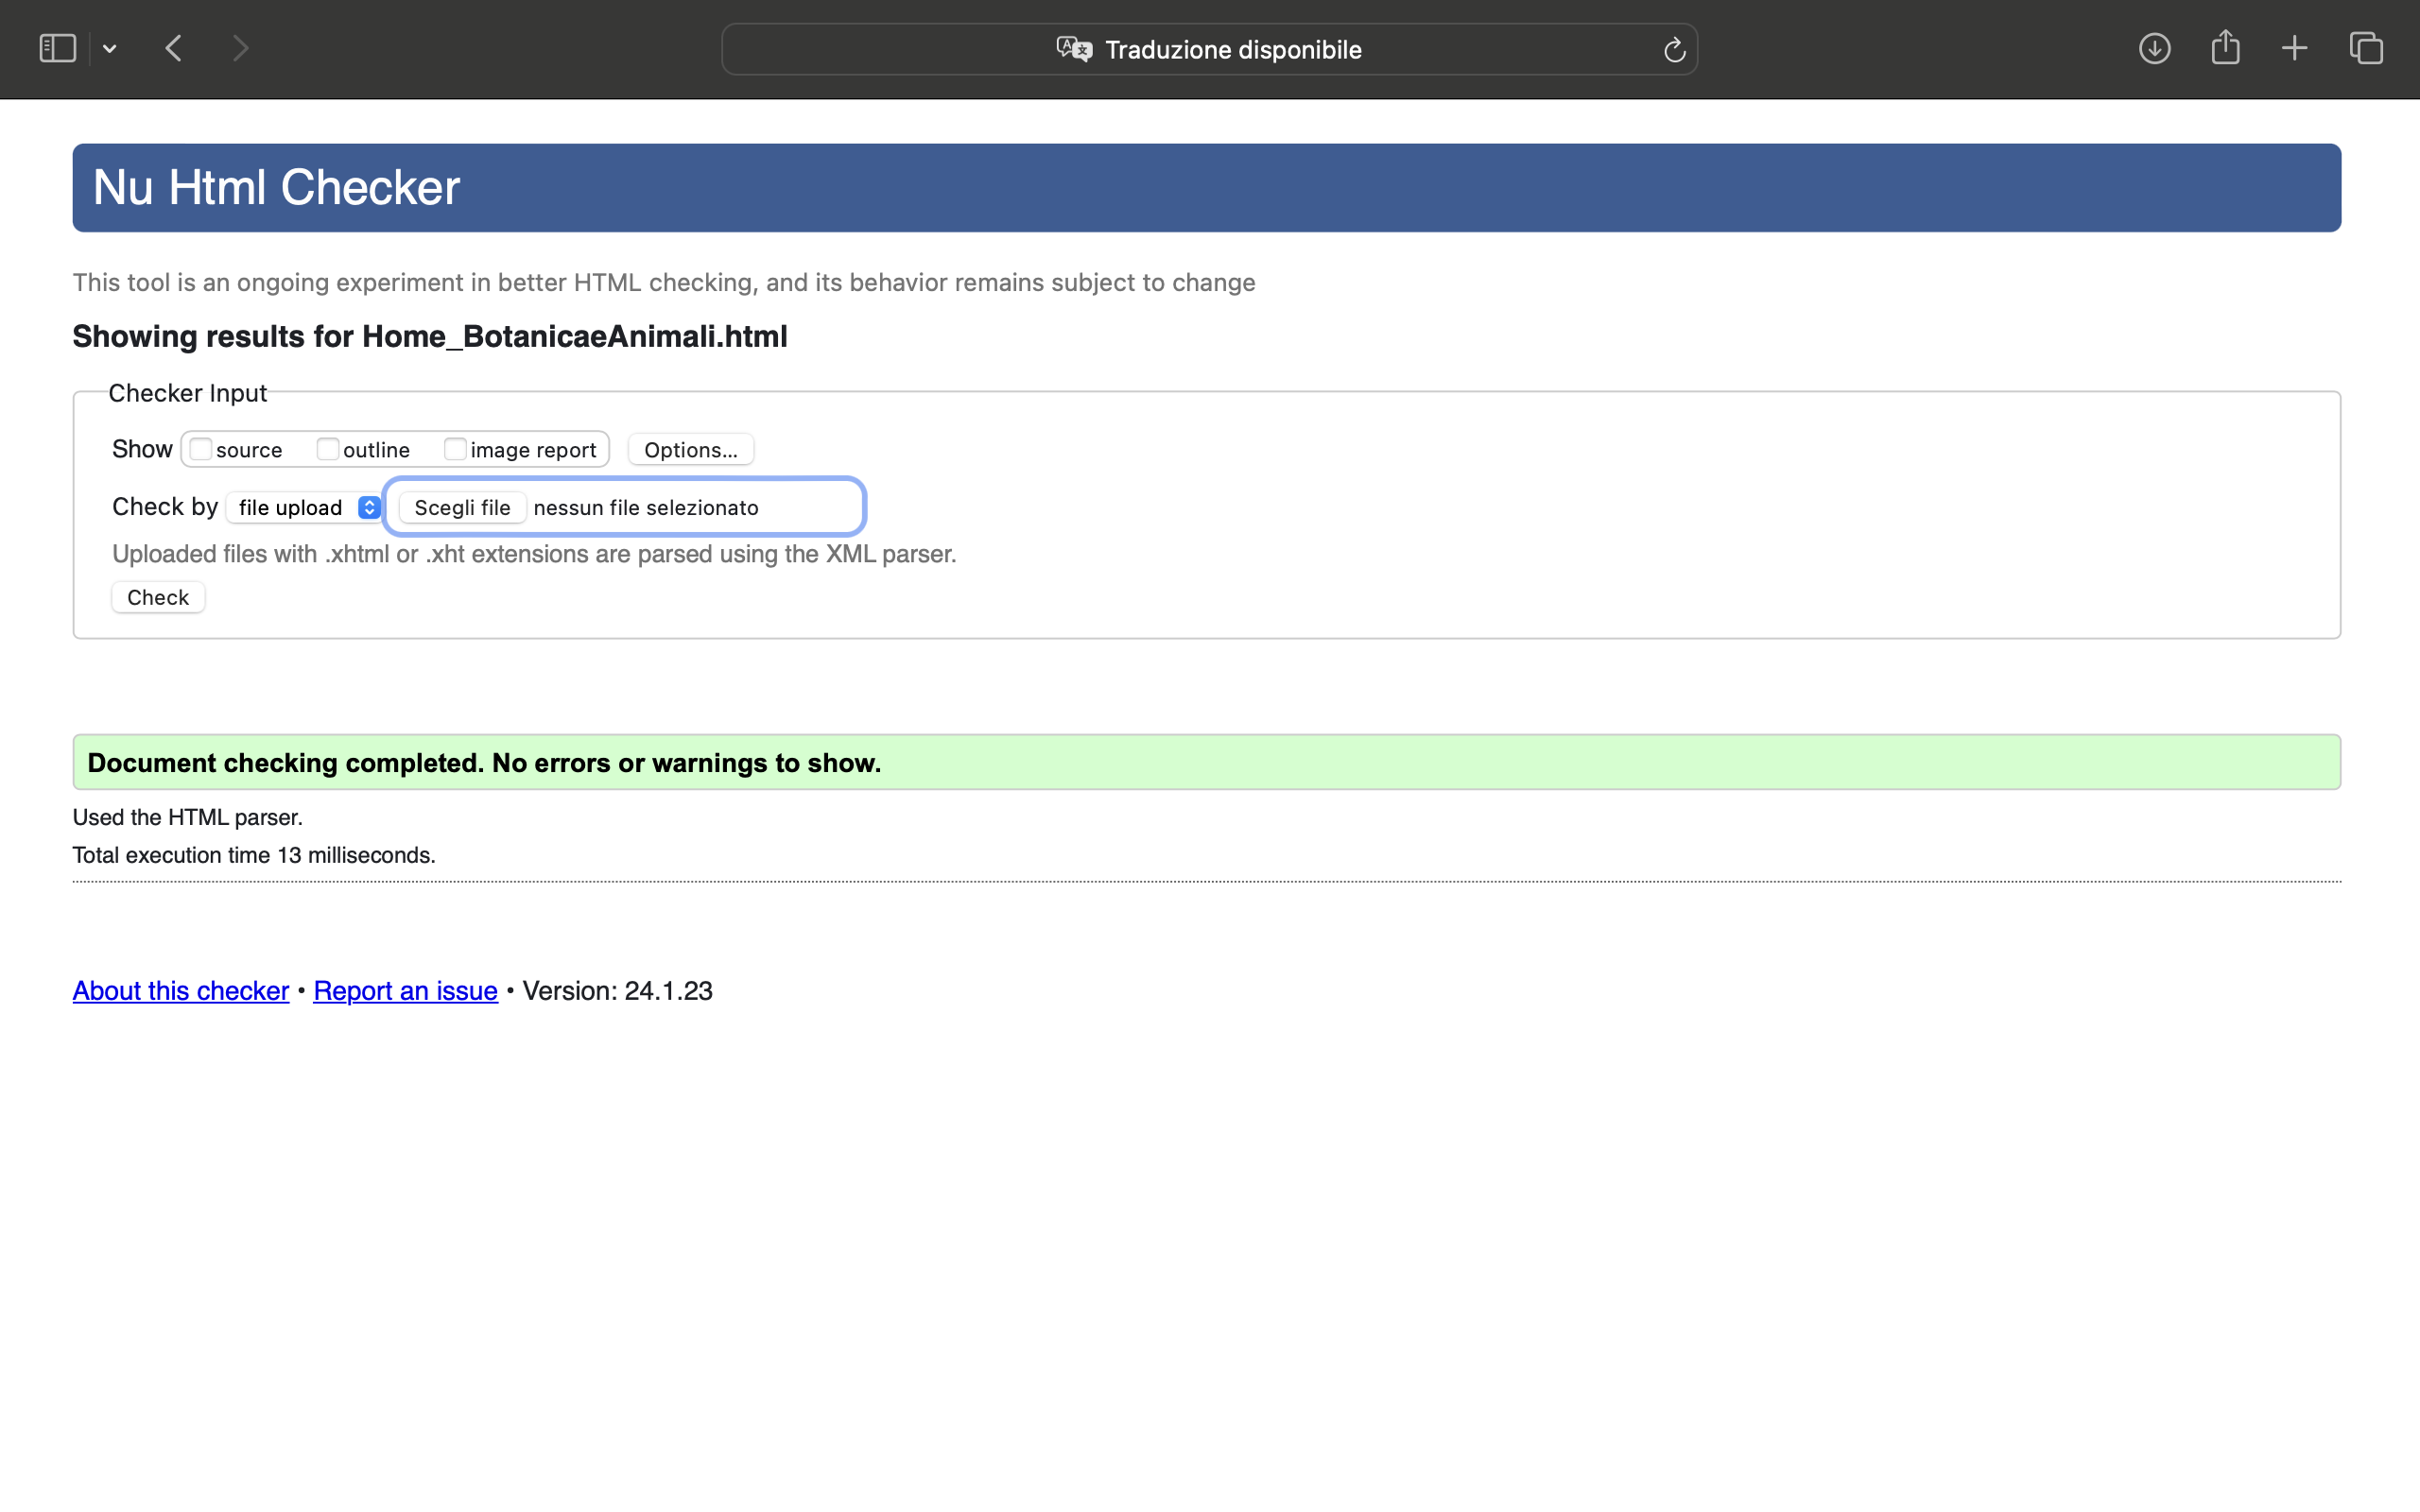 Traduzione disponibile
Nu Html Checker
This tool is an ongoing experiment in better HTML checking, and its behavior remains subject to change
Showing results for Home_BotanicaeAnimali.html
Checker Input
Show source outline image report Options...
Check by file upload Scegli file nessun file selezionato
Uploaded files with .xhtml or .xht extensions are parsed using the XML parser.
Check
Document checking completed. No errors or warnings to show.
Used the HTML parser.
Total execution time 13 milliseconds.
About this checker • Report an issue • Version: 24.1.23